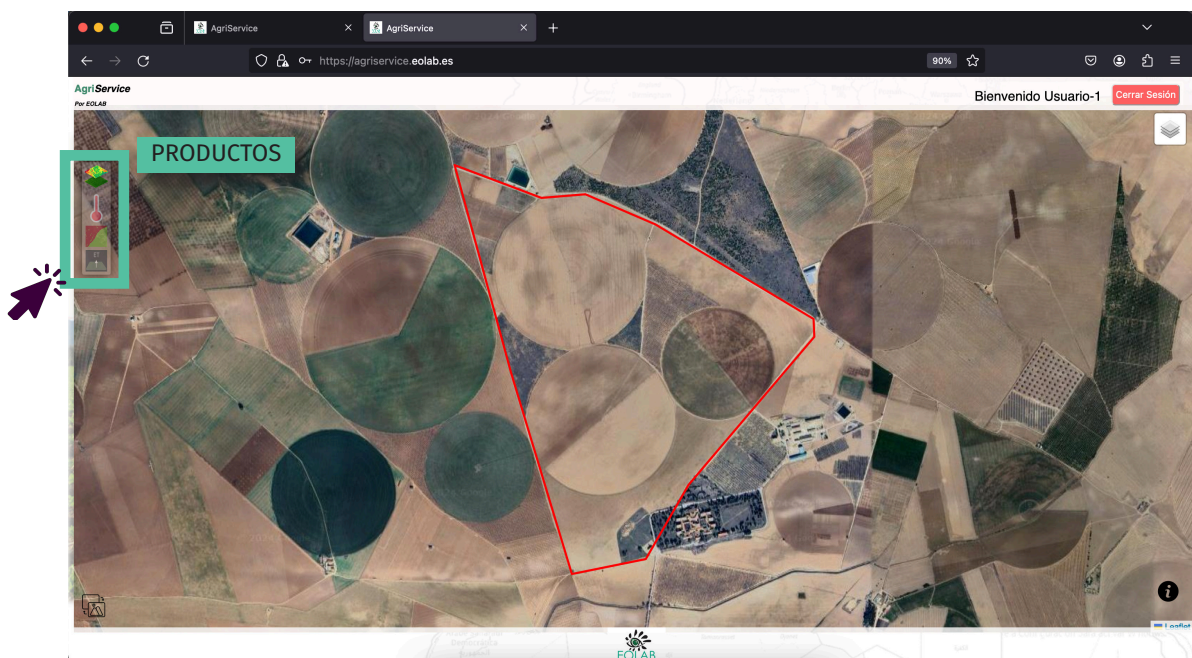 AgriService
AgriService
https://agriservice.eolab.es
90%
AgriService
Por EOLAB
Bienvenido Usuario-1
Cerrar Sesión
PRODUCTOS
Leaflet
EOLAB